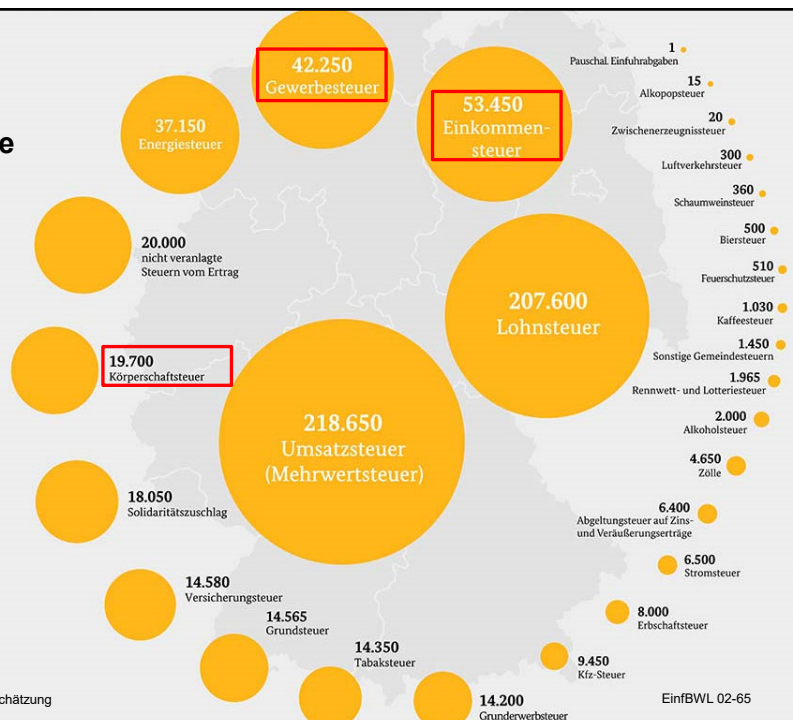 e
42.250
Gewerbesteuer
53.450
Einkommen-
steuer
37.150
Energiesteuer
20.000
nicht veranlagte
Steuern vom Ertrag
207.600
Lohnsteuer
19.700
Körperschaftsteuer
218.650
Umsatzsteuer
(Mehrwertsteuer)
18.050
Solidaritätszuschlag
14.580
Versicherungsteuer
14.565
Grundsteuer
14.350
Tabaksteuer
14.200
Grunderwerbsteuer
1
Pauschal. Einfuhrabgaben
15
Alkopopsteuer
20
Zwischenerzeugnissteuer
300
Luftverkehrsteuer
360
Schaumweinsteuer
500
Biersteuer
510
Feuerschutzsteuer
1.030
Kaffeesteuer
1.450
Sonstige Gemeindesteuern
1.965
Rennwett- und Lotteriesteuer
2.000
Alkoholsteuer
4.650
Zölle
6.400
Abgeltungsteuer auf Zins-
und Veräußerungserträge
6.500
Stromsteuer
8.000
Erbschaftsteuer
9.450
Kfz-Steuer
chätzung
EinfBWL 02-65